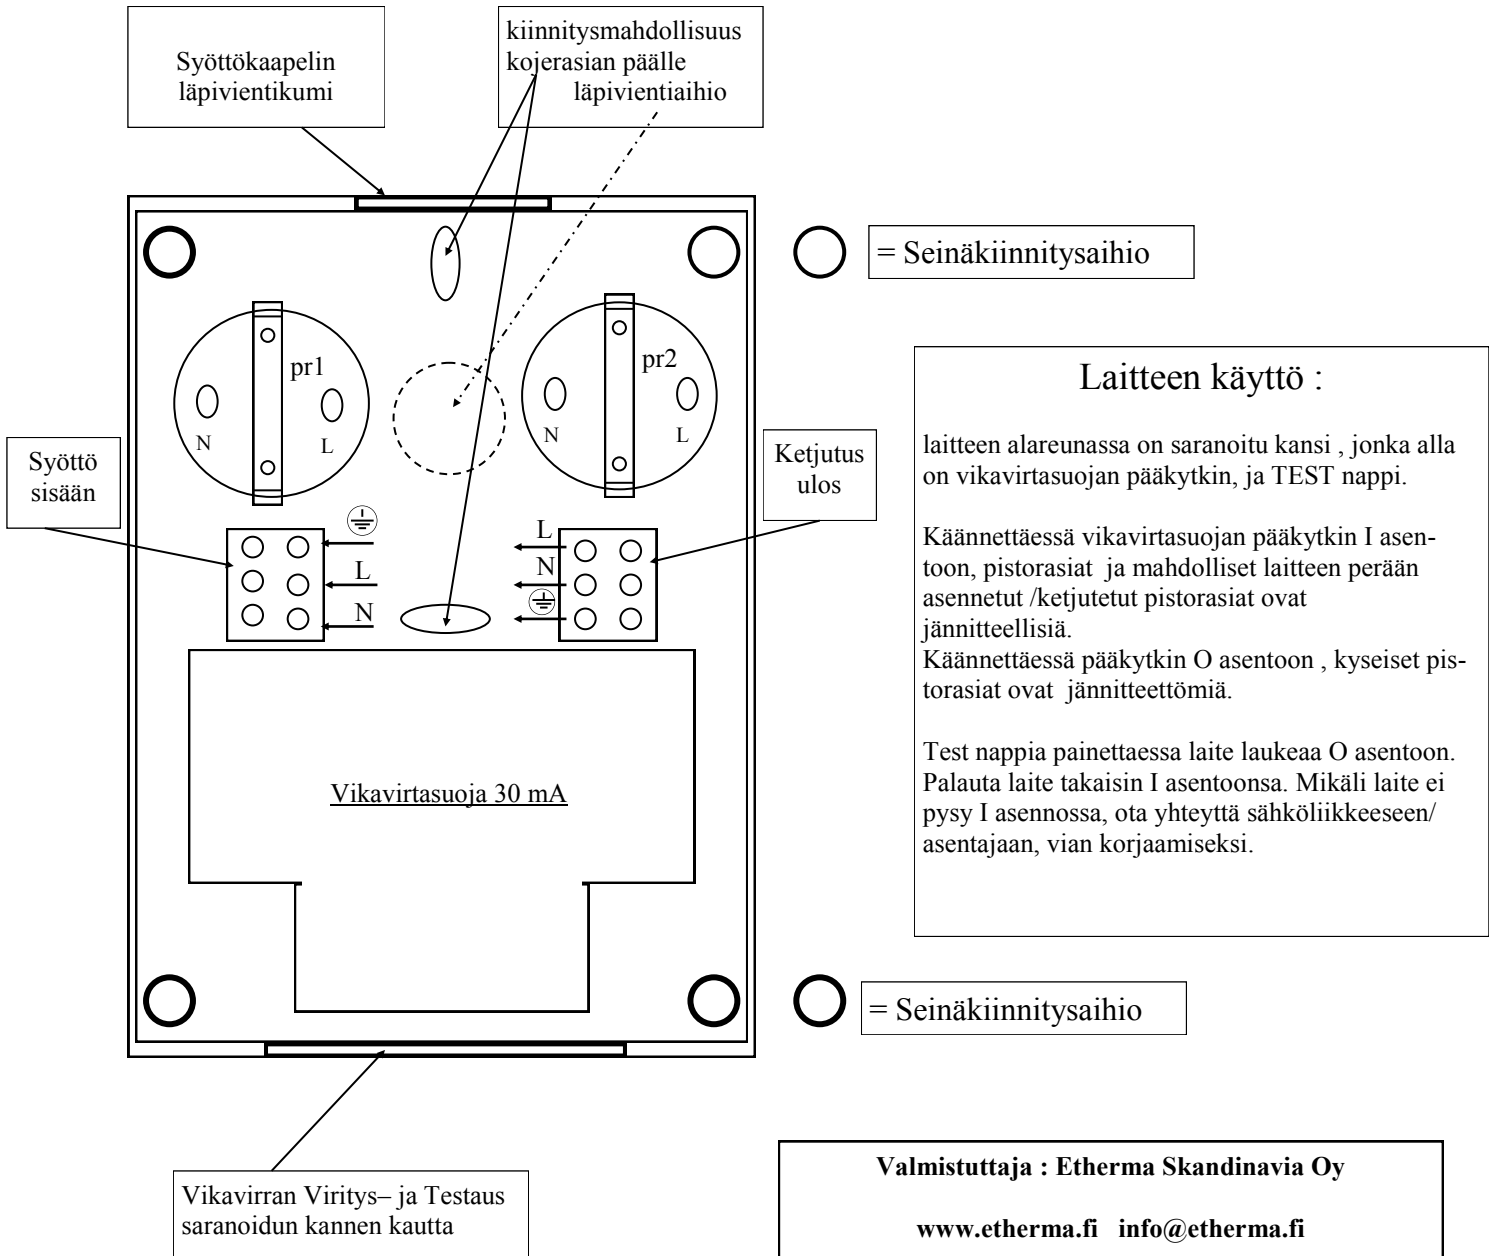 Syöttökaapelin
läpivientikumi
kiinnitysmahdollisuus
kojerasian päälle
läpivientiaihio
= Seinäkiinnitysaihio
pr1
N
L
pr2
N
L
Syöttö
sisään
Ketjutus
ulos
L
N
L
N
Vikavirtasuoja 30 mA
Laitteen käyttö :
laitteen alareunassa on saranoitu kansi , jonka alla
on vikavirtasuojan pääkytkin, ja TEST nappi.
Käännettäessä vikavirtasuojan pääkytkin I asen-
toon, pistorasiat ja mahdolliset laitteen perään
asennetut /ketjutetut pistorasiat ovat
jännitteellisiä.
Käännettäessä pääkytkin O asentoon , kyseiset pis-
torasiat ovat jännitteettömiä.
Test nappia painettaessa laite laukeaa O asentoon.
Palauta laite takaisin I asentoonsa. Mikäli laite ei
pysy I asennossa, ota yhteyttä sähköliikkeeseen/
asentajaan, vian korjaamiseksi.
= Seinäkiinnitysaihio
Vikavirran Viritys– ja Testaus
saranoidun kannen kautta
Valmistuttaja : Etherma Skandinavia Oy
www.etherma.fi info@etherma.fi